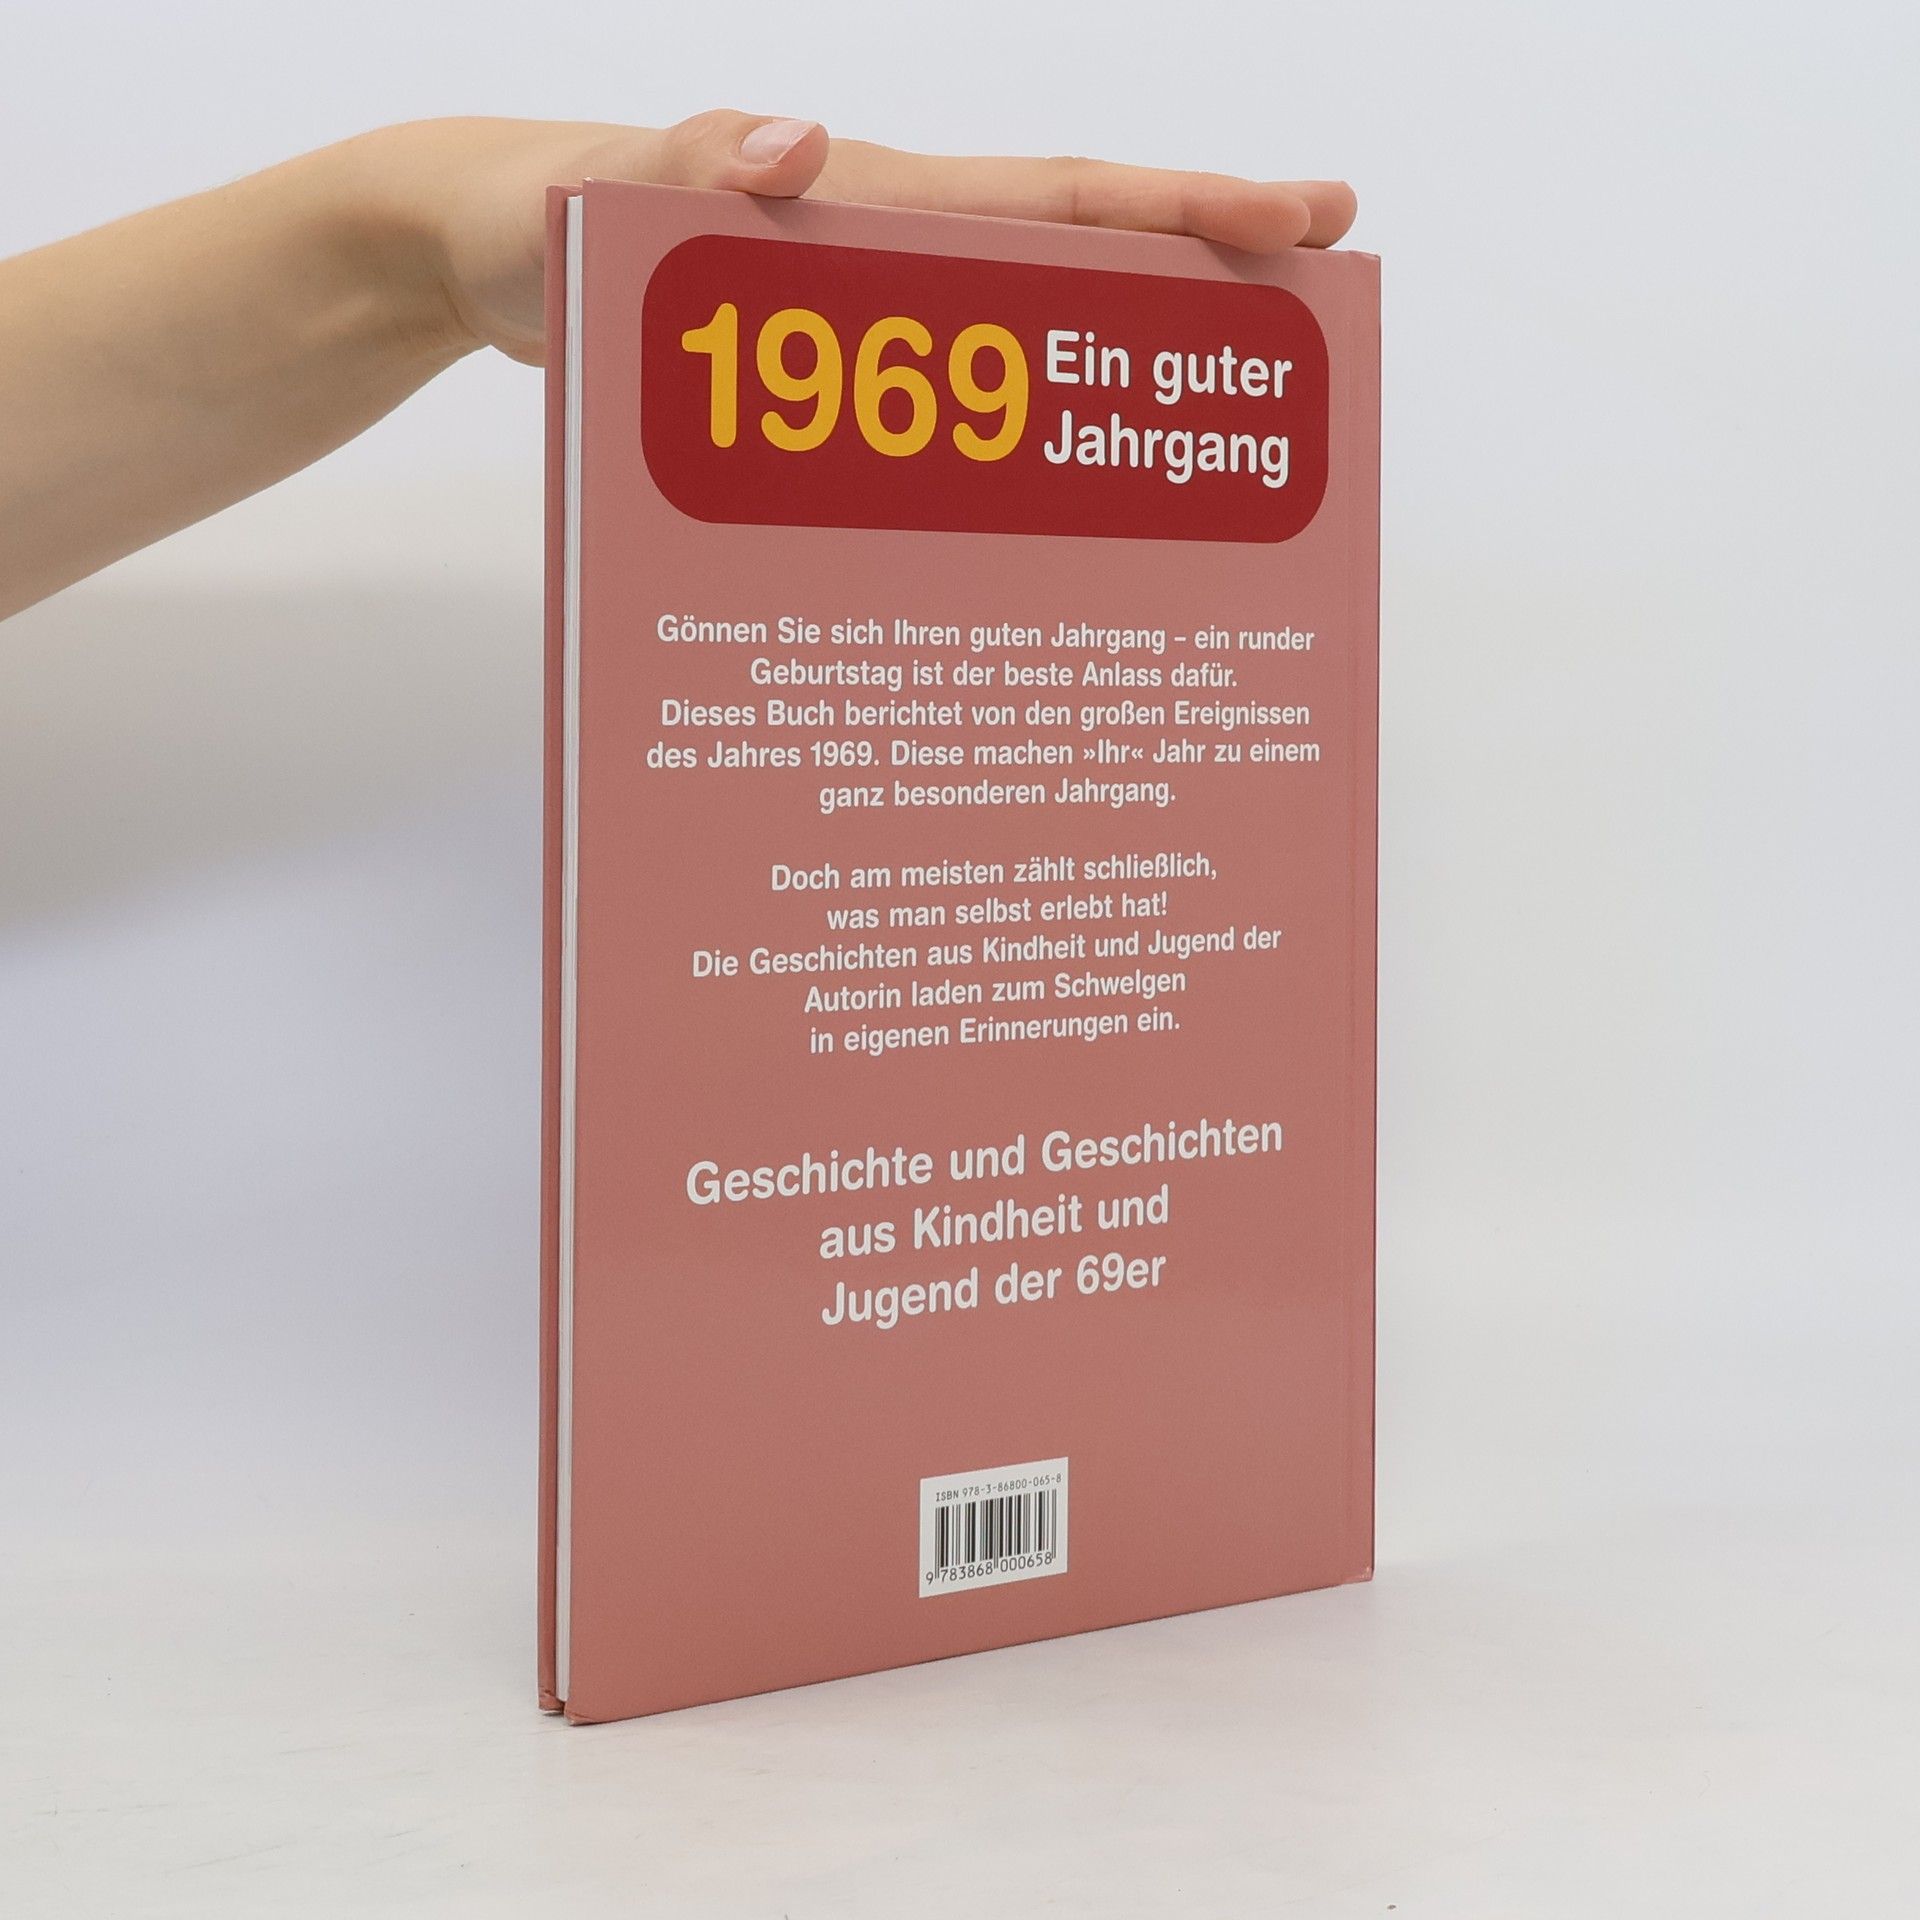 1969 Ein guter
Jahrgang
Gönnen Sie sich Ihren guten Jahrgang – ein runder
Geburtstag ist der beste Anlass dafür.
Dieses Buch berichtet von den großen Ereignissen
des Jahres 1969. Diese machen »Ihr« Jahr zu einem
ganz besonderen Jahrgang.
Doch am meisten zählt schließlich,
was man selbst erlebt hat!
Die Geschichten aus Kindheit und Jugend der
Autorin laden zum Schwelgen
in eigenen Erinnerungen ein.
Geschichte und Geschichten
aus Kindheit und
Jugend der 69er
ISBN 978-3-86800-065-8
9 783868 000658